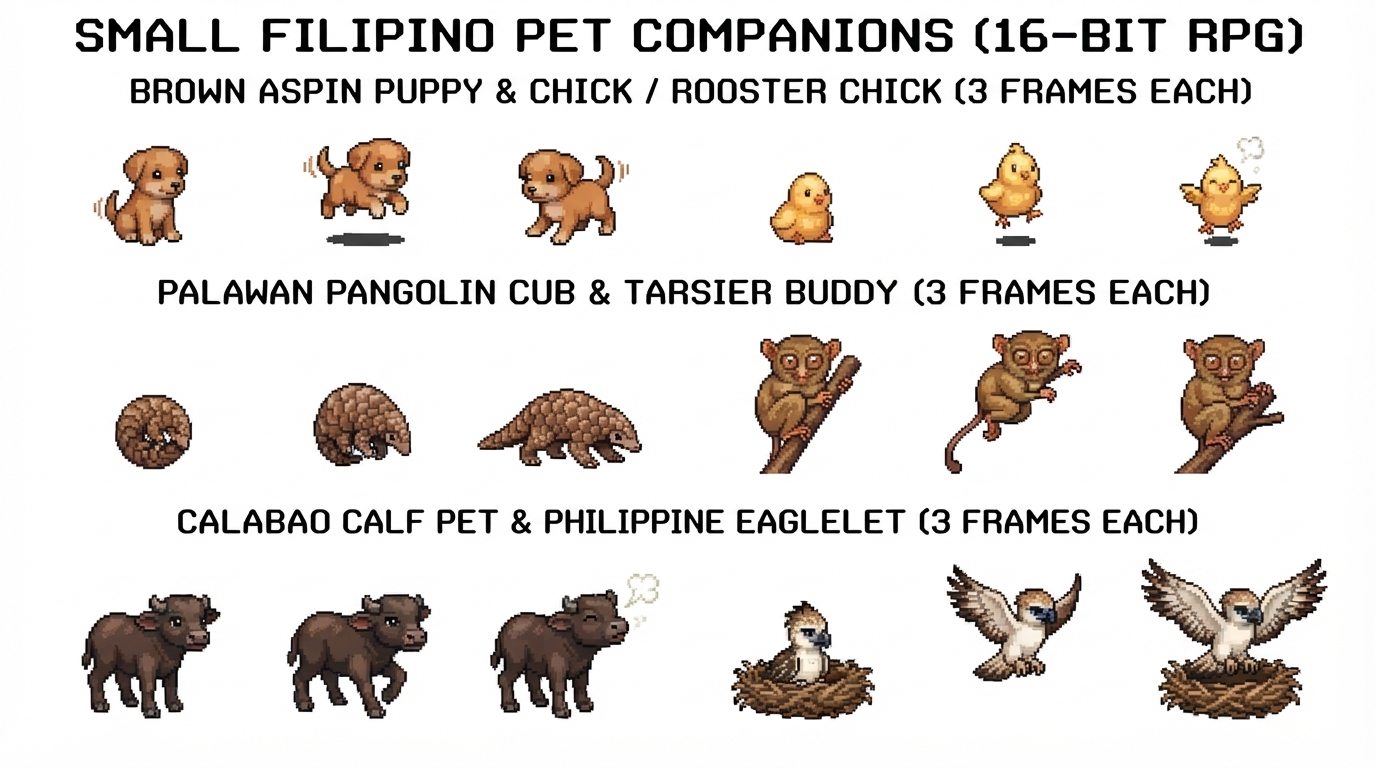 SMALL FILIPINO PET COMPANIONS (16-BIT RPG)
BROWN ASPIN PUPPY & CHICK / ROOSTER CHICK (3 FRAMES EACH)
PALAWAN PANGOLIN CUB & TARSIER BUDDY (3 FRAMES EACH)
CALABAO CALF PET & PHILIPPINE EAGLELET (3 FRAMES EACH)